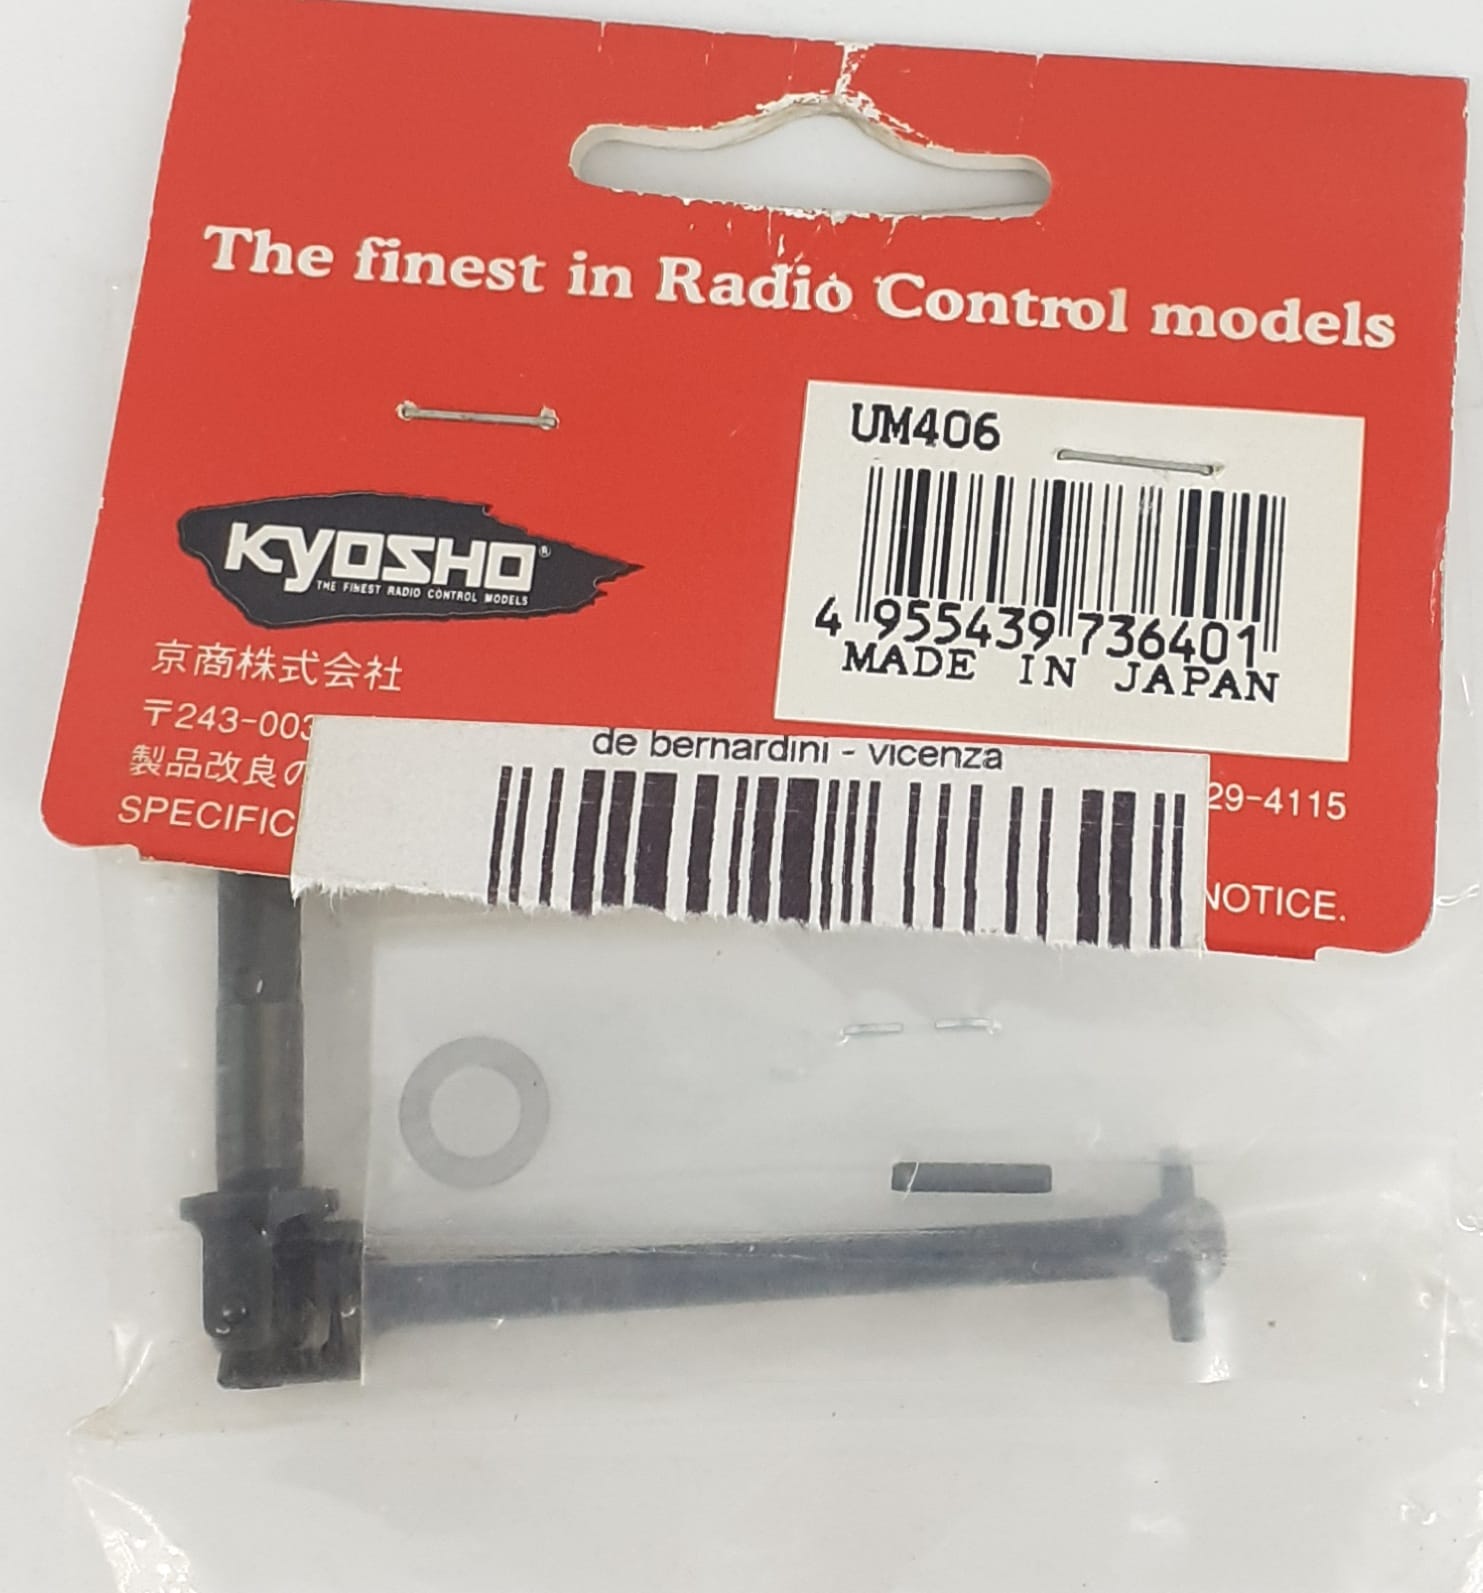 The finest in Radio Control models
UM406
4 955439 736401
MADE IN JAPAN
KYOSHO®
THE FINEST RADIO CONTROL MODELS
京商株式会社
〒243-003
製品改良の
29-4115
SPECIFIC
NOTICE.
de bernardini - vicenza